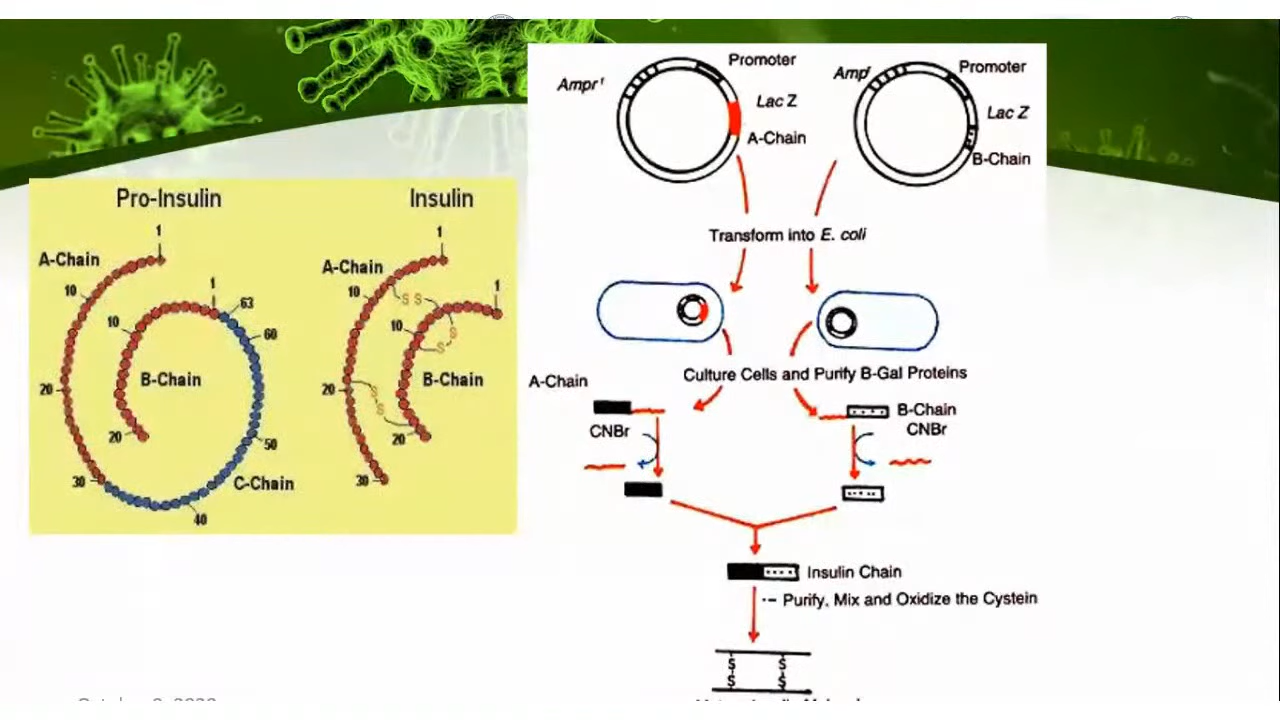 Pro-Insulin
1
A-Chain
10
1
63
10
60
B-Chain
20
20
50
30
C-Chain
40
Insulin
1
A-Chain
1
10
S S
10
S
S
B-Chain
20
S
S
20
30
Ampr r
Promoter
Lac Z
A-Chain
Ampr
Promoter
Lac Z
B-Chain
Transform into E. coli
Culture Cells and Purify B-Gal Proteins
A-Chain
CNBr
B-Chain
CNBr
Insulin Chain
Purify, Mix and Oxidize the Cystein
S S
S S